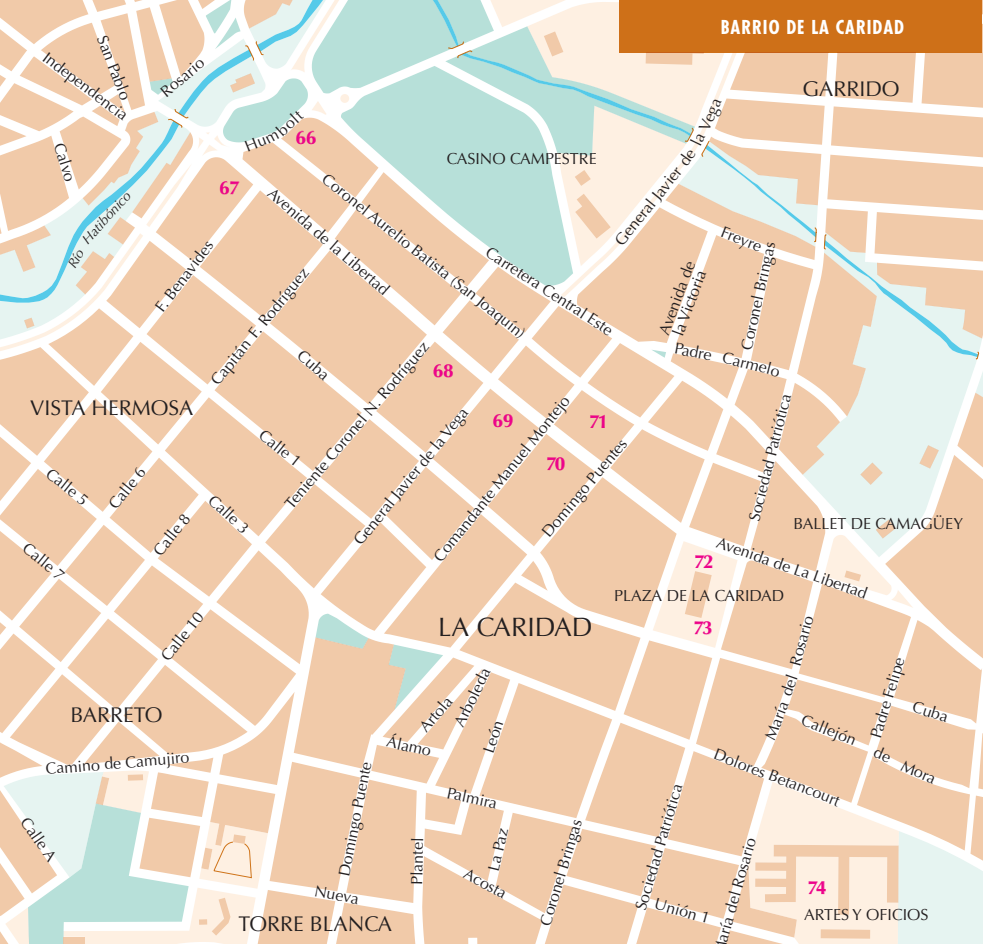 BARRIO DE LA CARIDAD
GARRIDO
San Pablo
Independencia
Rosario
Calvo
Río Hatibónico
Humbolt
66
67
CASINO CAMPESTRE
General Javier de la Vega
Coronel Aurelio Batista (San Joaquín)
Avenida de la Libertad
Carretera Central Este
Freyre
Avenida de
la Victoria
Coronel Bringas
F. Benavides
Capitán F. Rodríguez
Padre Carmelo
Cuba
68
VISTA HERMOSA
Teniente Coronel N. Rodríguez
General Javier de la Vega
69
71
Comandante Manuel Montejo
70
Domingo Puentes
Sociedad Patriótica
Calle 1
Calle 5
Calle 6
Calle 3
Calle 8
BALLET DE CAMAGÜEY
Calle 7
72
Avenida de La Libertad
PLAZA DE LA CARIDAD
73
LA CARIDAD
Calle 10
María del Rosario
Padre Felipe
Artola
Arboleda
León
BARRETO
Cuba
Callejón de Mora
Álamo
Camino de Camujiro
Dolores Betancourt
Palmira
Domingo Puente
Calle A
Plantel
La Paz
Coronel Bringas
Sociedad Patriótica
María del Rosario
Acosta
Nueva
74
Unión 1
ARTES Y OFICIOS
TORRE BLANCA